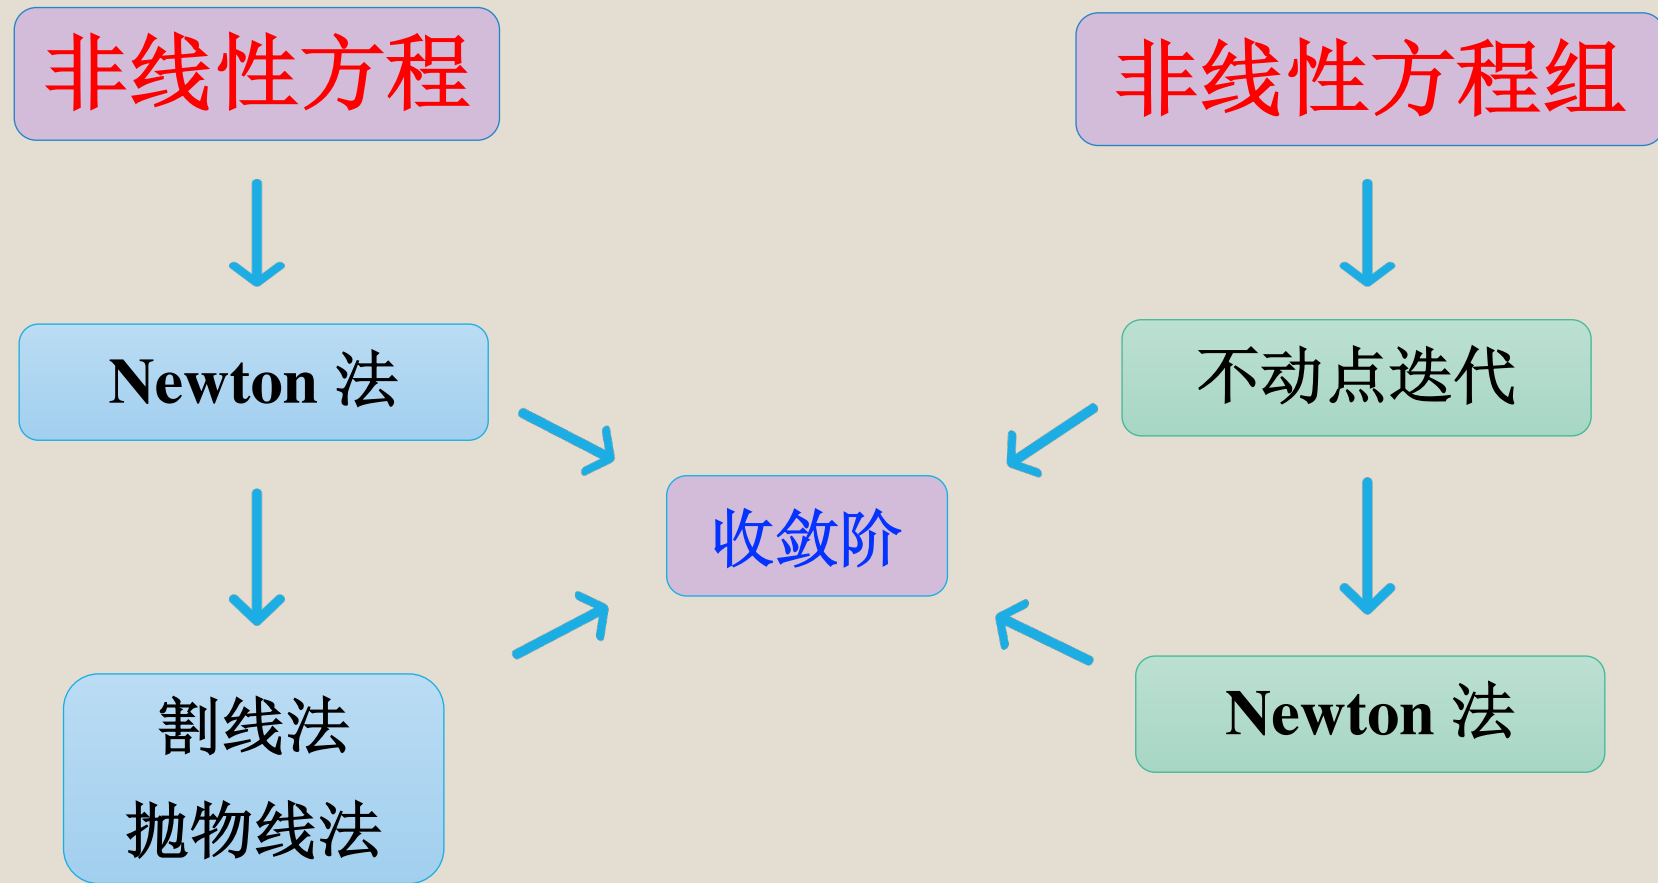 非线性方程
非线性方程组
Newton 法
不动点迭代
收敛阶
割线法
抛物线法
Newton 法